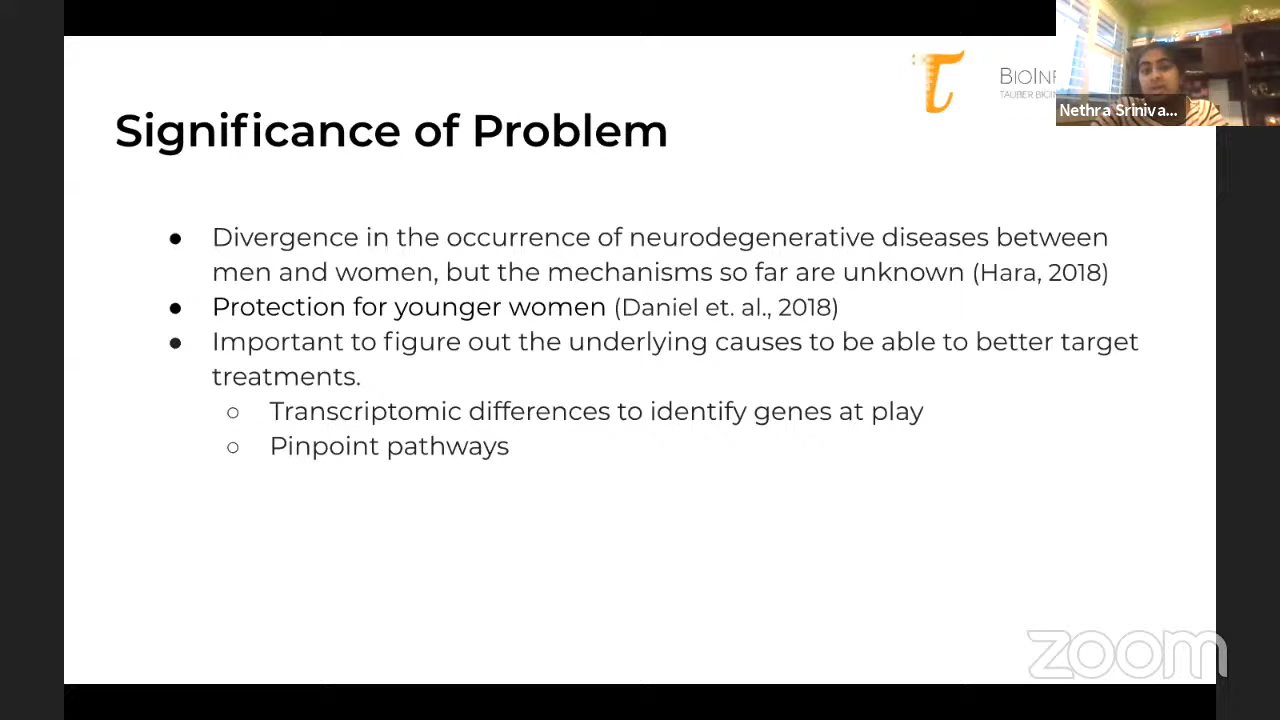 BIOINF
TAUBER BIOIN
Nethra Sriniva...
Significance of Problem
● Divergence in the occurrence of neurodegenerative diseases between
men and women, but the mechanisms so far are unknown (Hara, 2018)
● Protection for younger women (Daniel et. al., 2018)
● Important to figure out the underlying causes to be able to better target
treatments.
○ Transcriptomic differences to identify genes at play
○ Pinpoint pathways
zoom